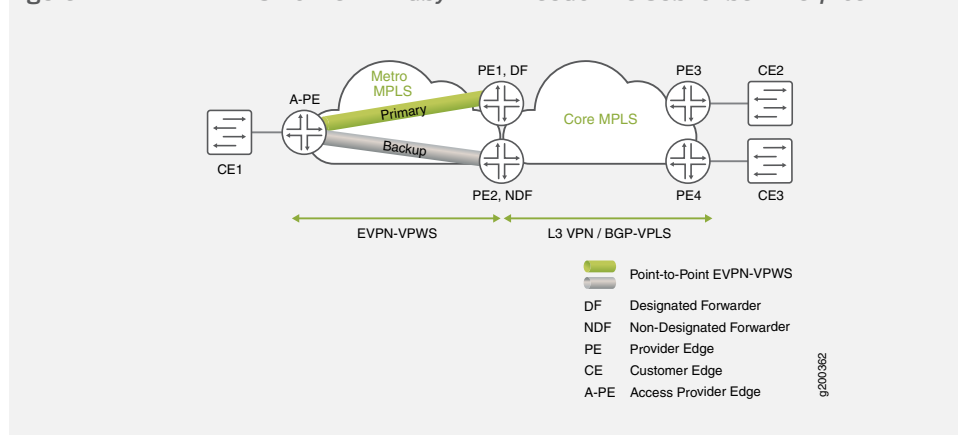 Metro
MPLS
PE1, DF
PE3
CE2
A-PE
Primary
Core MPLS
Backup
CE1
PE2, NDF
PE4
CE3
EVPN-VPWS
L3 VPN / BGP-VPLS
Point-to-Point EVPN-VPWS
DF Designated Forwarder
NDF Non-Designated Forwarder
PE Provider Edge
CE Customer Edge
A-PE Access Provider Edge
g200362